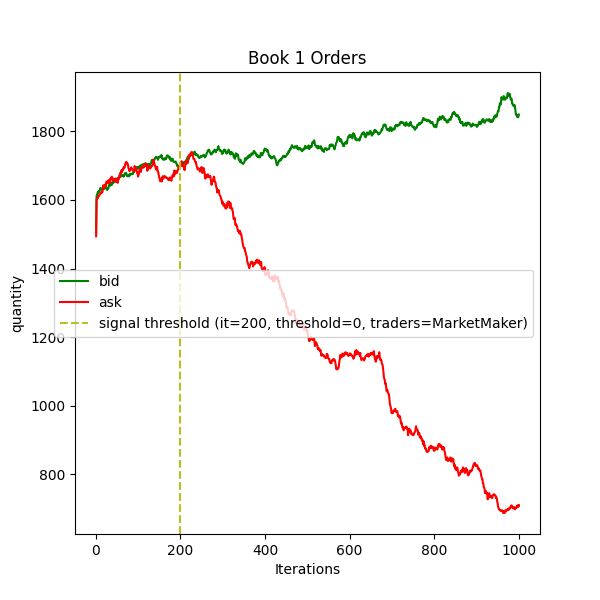 Book 1 Orders
quantity
1800
1600
1400
1200
1000
800
bid
ask
signal threshold (it=200, threshold=0, traders=MarketMaker)
0 200 400 600 800 1000
Iterations